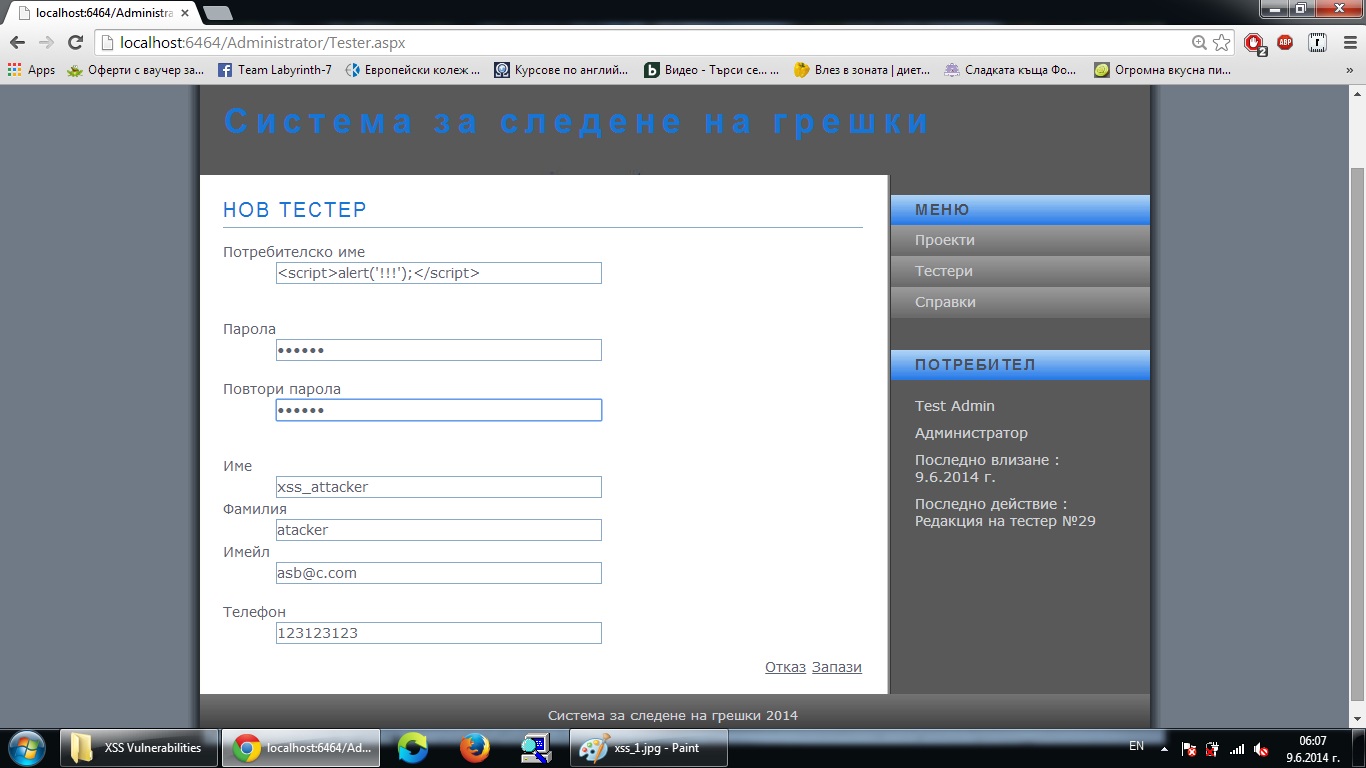 localhost:6464/Administra
localhost:6464/Administrator/Tester.aspx
2
ABP
r
Apps
Оферти с ваучер за...
Team Labyrinth-7
Европейски колеж ...
Курсове по англий...
Видео - Търси се... ...
Влез в зоната | диет...
Сладката къща Фо...
Огромна вкусна пи...
»
Система за следене на грешки
НОВ ТЕСТЕР
Потребителско име
<script>alert('!!!');</script>
Парола
••••••
Повтори парола
••••••
Име
xss_attacker
Фамилия
atacker
Имейл
asb@c.com
Телефон
123123123
Отказ Запази
МЕНЮ
Проекти
Тестери
Справки
ПОТРЕБИТЕЛ
Test Admin
Администратор
Последно влизане :
9.6.2014 г.
Последно действие :
Редакция на тестер №29
Система за следене на грешки 2014
XSS Vulnerabilities
localhost:6464/Ad...
xss_1.jpg - Paint
EN
06:07
9.6.2014 г.